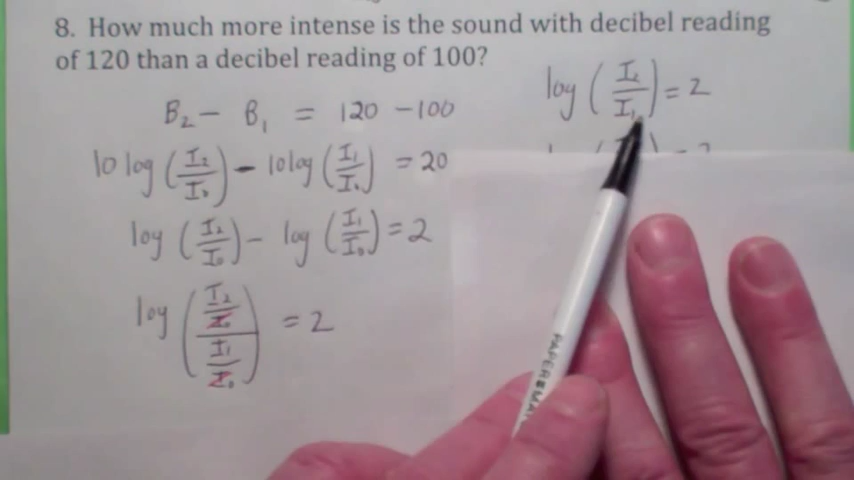 8. How much more intense is the sound with decibel reading
of 120 than a decibel reading of 100?
B₂ - B₁ = 120 - 100
10 log (I₂/I₀) - 10 log (I₁/I₀) = 20
log (I₂/I₀) - log (I₁/I₀) = 2
log ((I₂/I₀)/(I₁/I₀)) = 2
log (I₂/I₁) = 2
PAPERMA